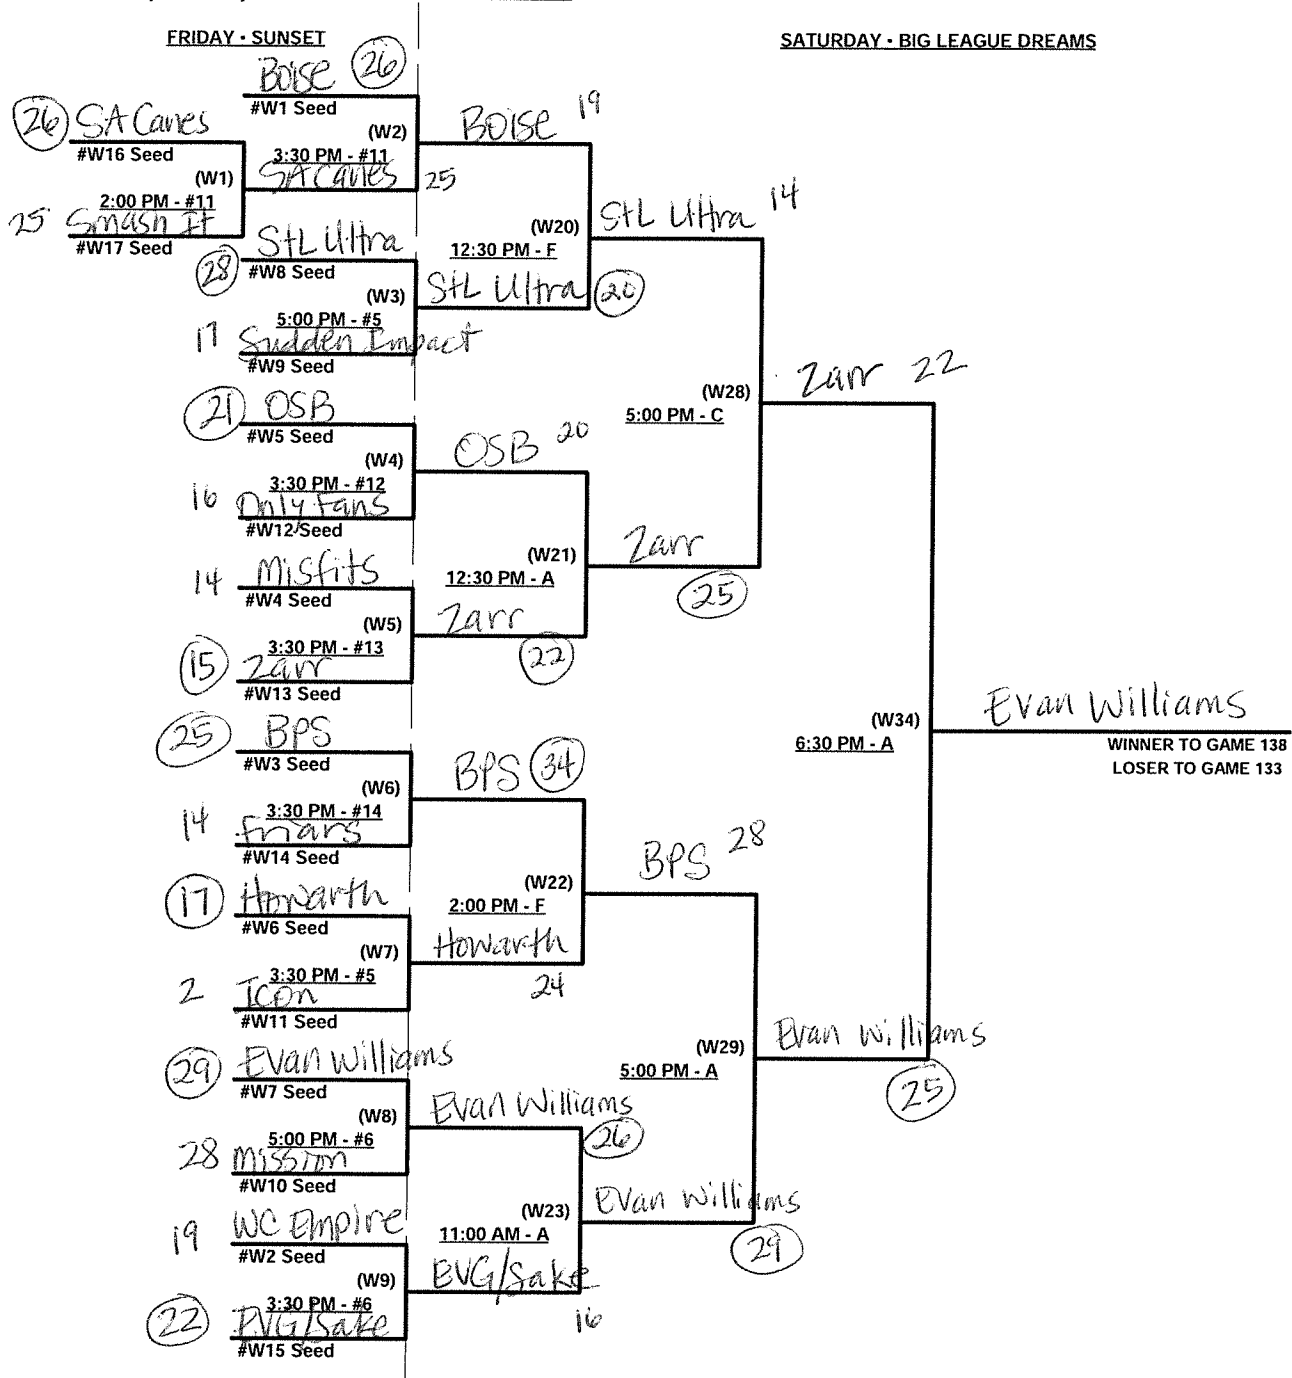 FRIDAY - SUNSET
SATURDAY - BIG LEAGUE DREAMS
Boise 26
#W1 Seed
26 SA Canes
#W16 Seed
(W1)
2:00 PM - #11
25 Smash It
#W17 Seed
(W2)
3:30 PM - #11
SA Canes 25
Boise 19
StL Ultra
28 #W8 Seed
(W3)
5:00 PM - #5
17 Sudden Impact
#W9 Seed
(W20)
12:30 PM - F
StL Ultra 20
StL Ultra 14
21 OSB
#W5 Seed
(W4)
3:30 PM - #12
16 Only Fans
#W12 Seed
OSB 20
14 Misfits
#W4 Seed
(W5)
3:30 PM - #13
15 Zarr
#W13 Seed
(W21)
12:30 PM - A
Zarr
22
Zarr
25
(W28)
5:00 PM - C
Zarr 22
25 BPS
#W3 Seed
(W6)
3:30 PM - #14
14 Friars
#W14 Seed
BPS 34
17 Howarth
#W6 Seed
(W7)
3:30 PM - #5
2 Icon
#W11 Seed
(W22)
2:00 PM - F
Howarth
24
BPS 28
29 Evan Williams
#W7 Seed
(W8)
5:00 PM - #6
28 Mission
#W10 Seed
Evan Williams
26
19 WC Empire
#W2 Seed
(W9)
3:30 PM - #6
22 EVG/Sake
#W15 Seed
(W23)
11:00 AM - A
EVG/Sake
16
Evan Williams
29
(W29)
5:00 PM - A
Evan Williams
25
(W34)
6:30 PM - A
Evan Williams
WINNER TO GAME 138
LOSER TO GAME 133